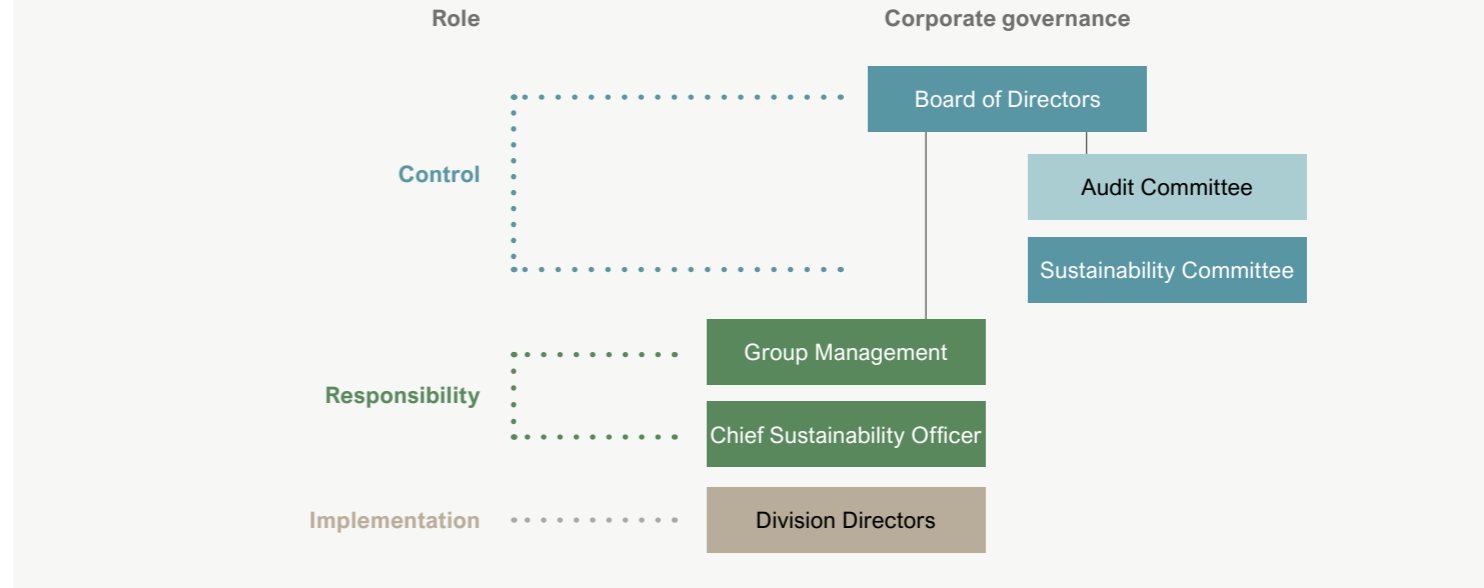 Role
Corporate governance
Board of Directors
Control
Audit Committee
Sustainability Committee
Group Management
Responsibility
Chief Sustainability Officer
Implementation
Division Directors